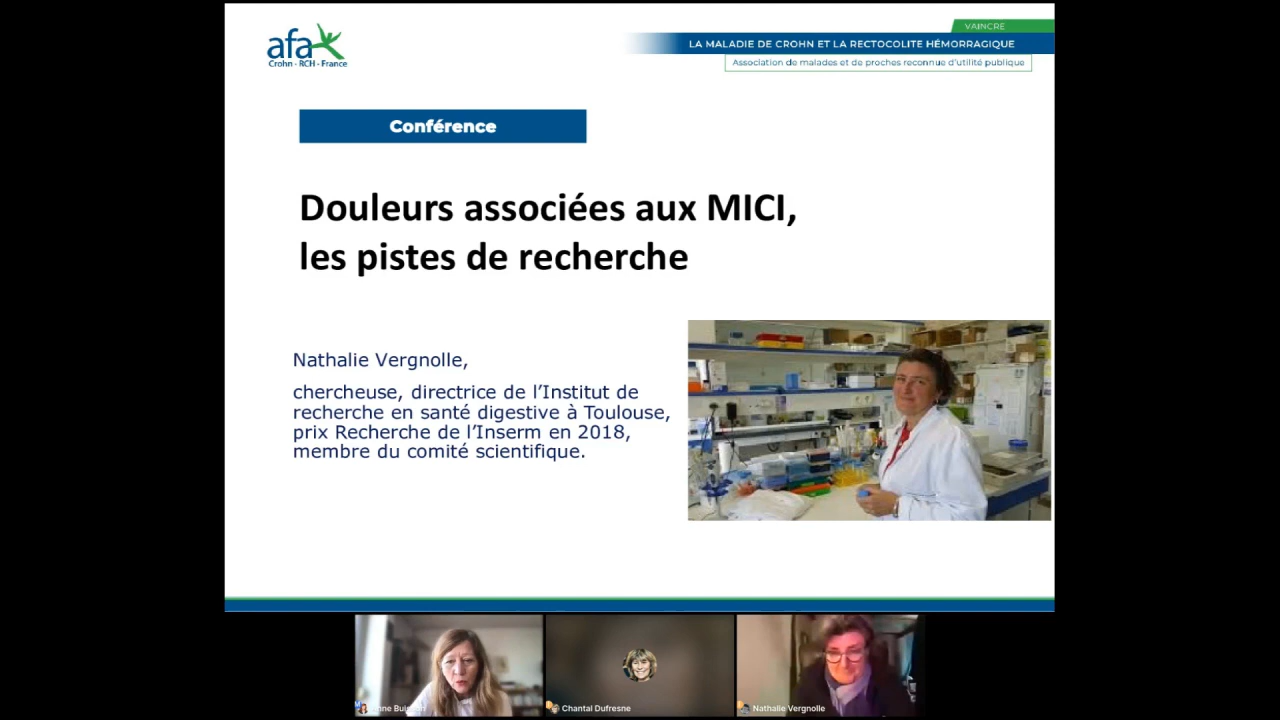 afa
Crohn - RCH - France
VAINCRE
LA MALADIE DE CROHN ET LA RECTOCOLITE HÉMORRAGIQUE
Association de malades et de proches reconnue d'utilité publique
Conférence
Douleurs associées aux MICI,
les pistes de recherche
Nathalie Vergnolle,
chercheuse, directrice de l'Institut de
recherche en santé digestive à Toulouse,
prix Recherche de l'Inserm en 2018,
membre du comité scientifique.
Chantal Dufresne
Nathalie Vergnolle